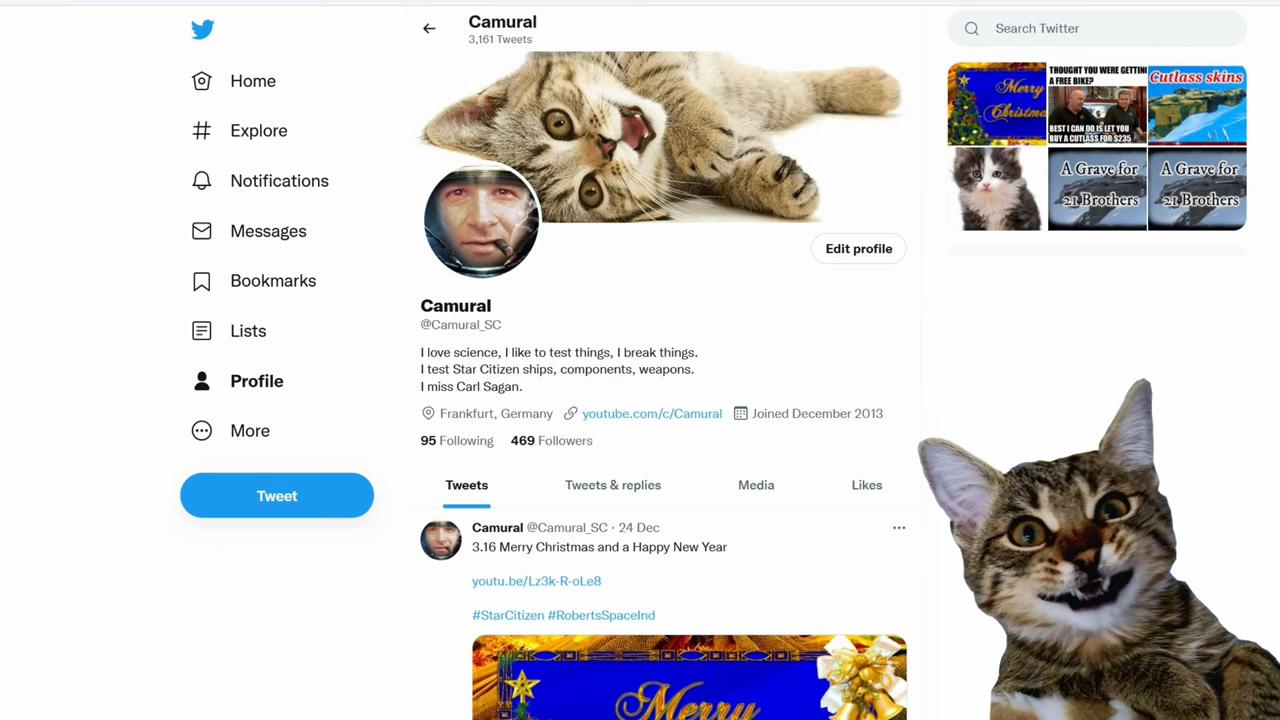 Camural
3,161 Tweets
Search Twitter
Home
Explore
Notifications
Messages
Bookmarks
Lists
Profile
More
Tweet
Merry
Christmas
THOUGHT YOU WERE GETTING
A FREE BIKE?
BEST I CAN DO IS LET YOU
BUY A CUTLASS FOR $235
Cutlass skins
A Grave for
21 Brothers
A Grave for
21 Brothers
Edit profile
Camural
@Camural_SC
I love science, I like to test things, I break things.
I test Star Citizen ships, components, weapons.
I miss Carl Sagan.
Frankfurt, Germany youtube.com/c/Camural Joined December 2013
95 Following 469 Followers
Tweets Tweets & replies Media Likes
Camural @Camural_SC · 24 Dec
3.16 Merry Christmas and a Happy New Year
youtu.be/Lz3k-R-oLe8
#StarCitizen #RobertsSpaceInd
Merry